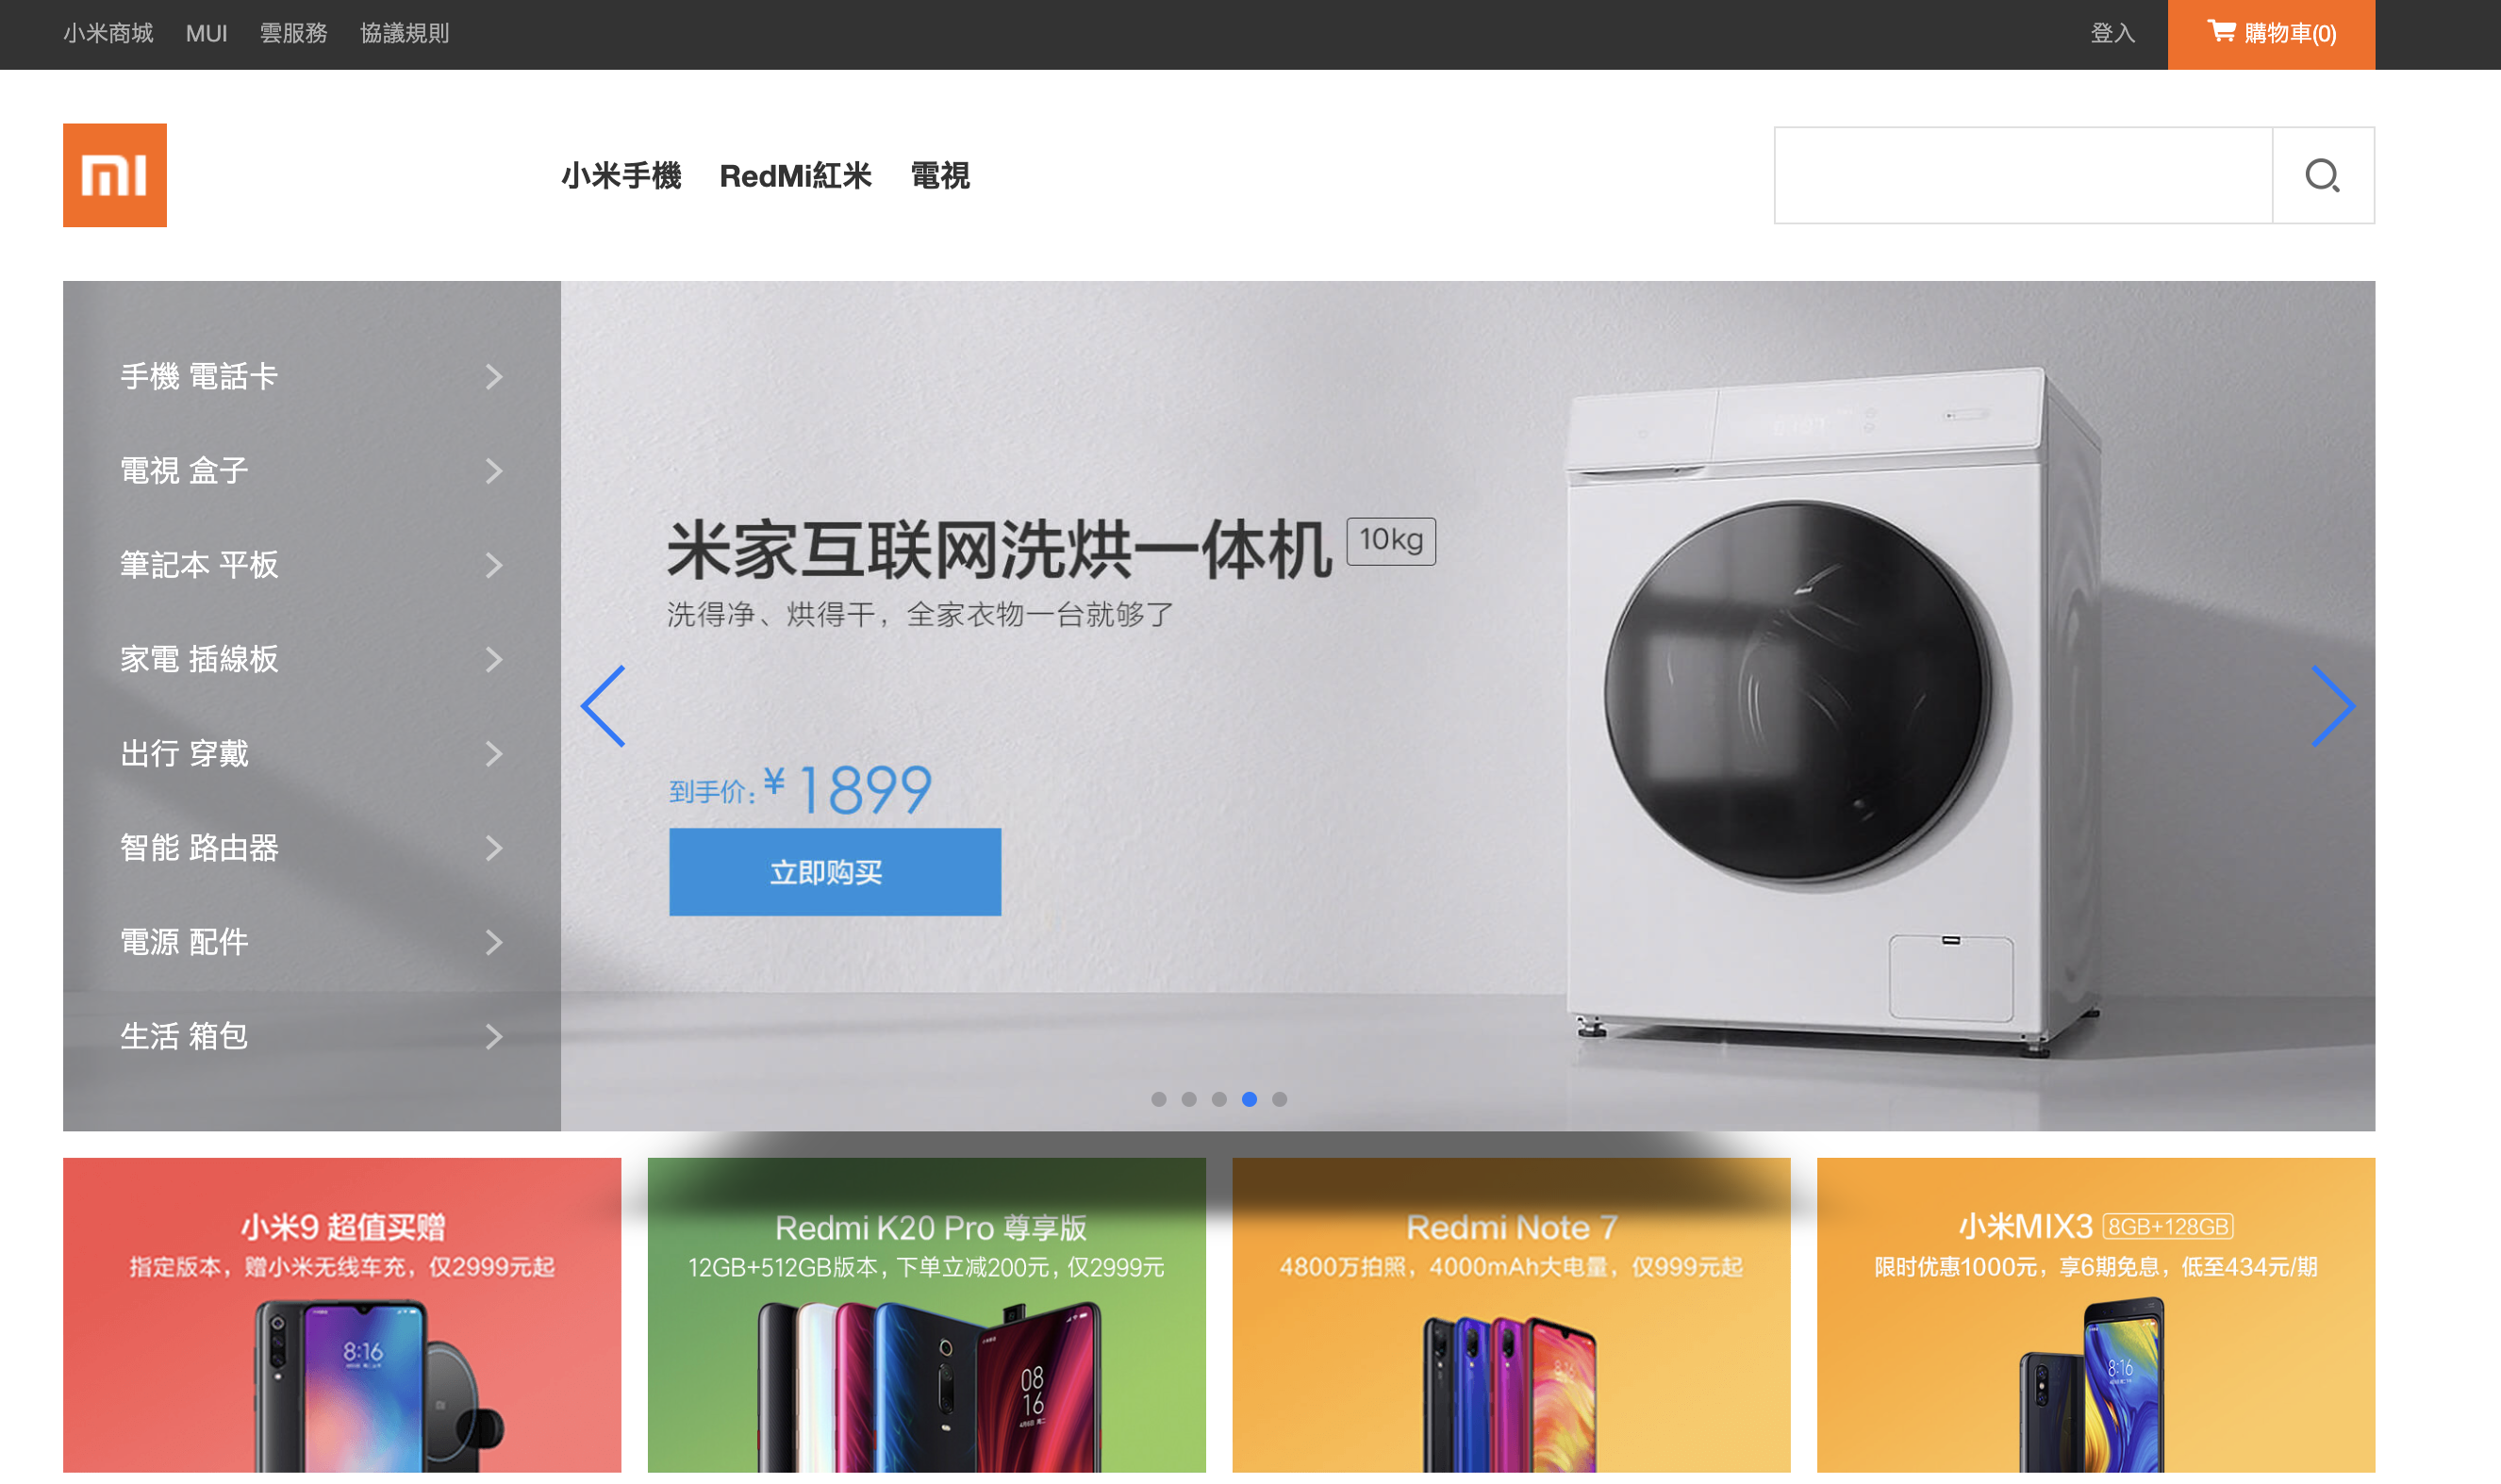 小米商城 MUI 雲服務 協議規則 登入 購物車(0)
mi 小米手機 RedMi紅米 電視
手機 電話卡
電視 盒子
筆記本 平板
家電 插線板
出行 穿戴
智能 路由器
電源 配件
生活 箱包
米家互联网洗烘一体机 10kg
洗得净、烘得干，全家衣物一台就够了
到手价：¥1899
立即购买
小米9 超值买赠
指定版本，赠小米无线车充，仅2999元起
8:16
Redmi K20 Pro 尊享版
12GB+512GB版本，下单立减200元，仅2999元
08
16
Redmi Note 7
4800万拍照，4000mAh大电量，仅999元起
8:16
小米MIX3 8GB+128GB
限时优惠1000元，享6期免息，低至434元/期
8:16